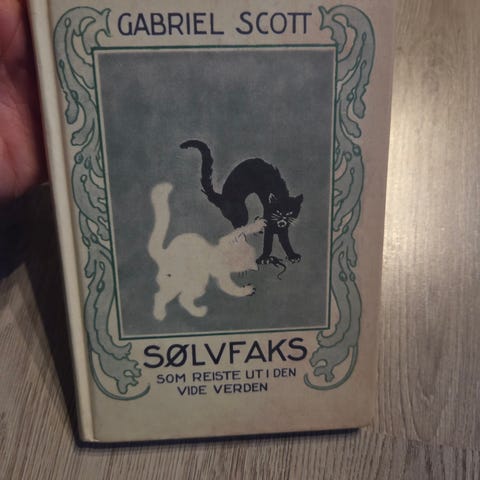 GABRIEL SCOTT
SØLVFAKS
SOM REISTE UT I DEN
VIDE VERDEN